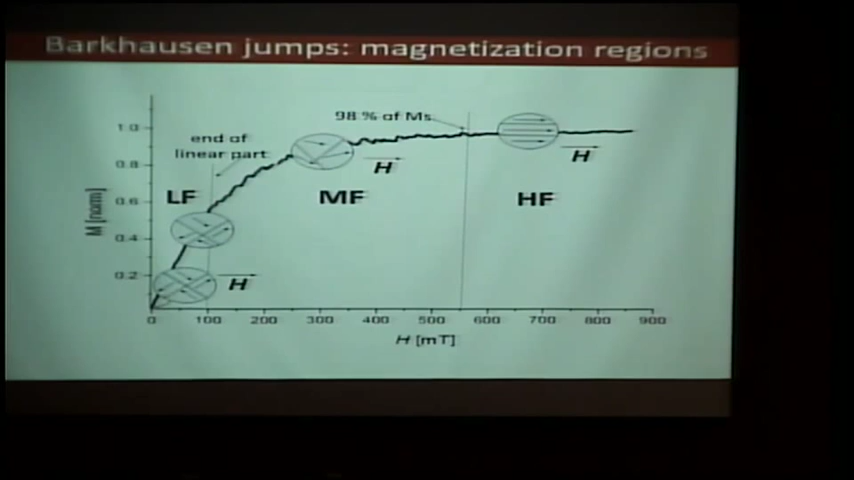 Barkhausen jumps: magnetization regions
98 % of Ms
end of
linear part
1.0
0.8
0.6
0.4
0.2
M [norm]
LF
MF
HF
H
H
H
0 100 200 300 400 500 600 700 800 900
H [mT]